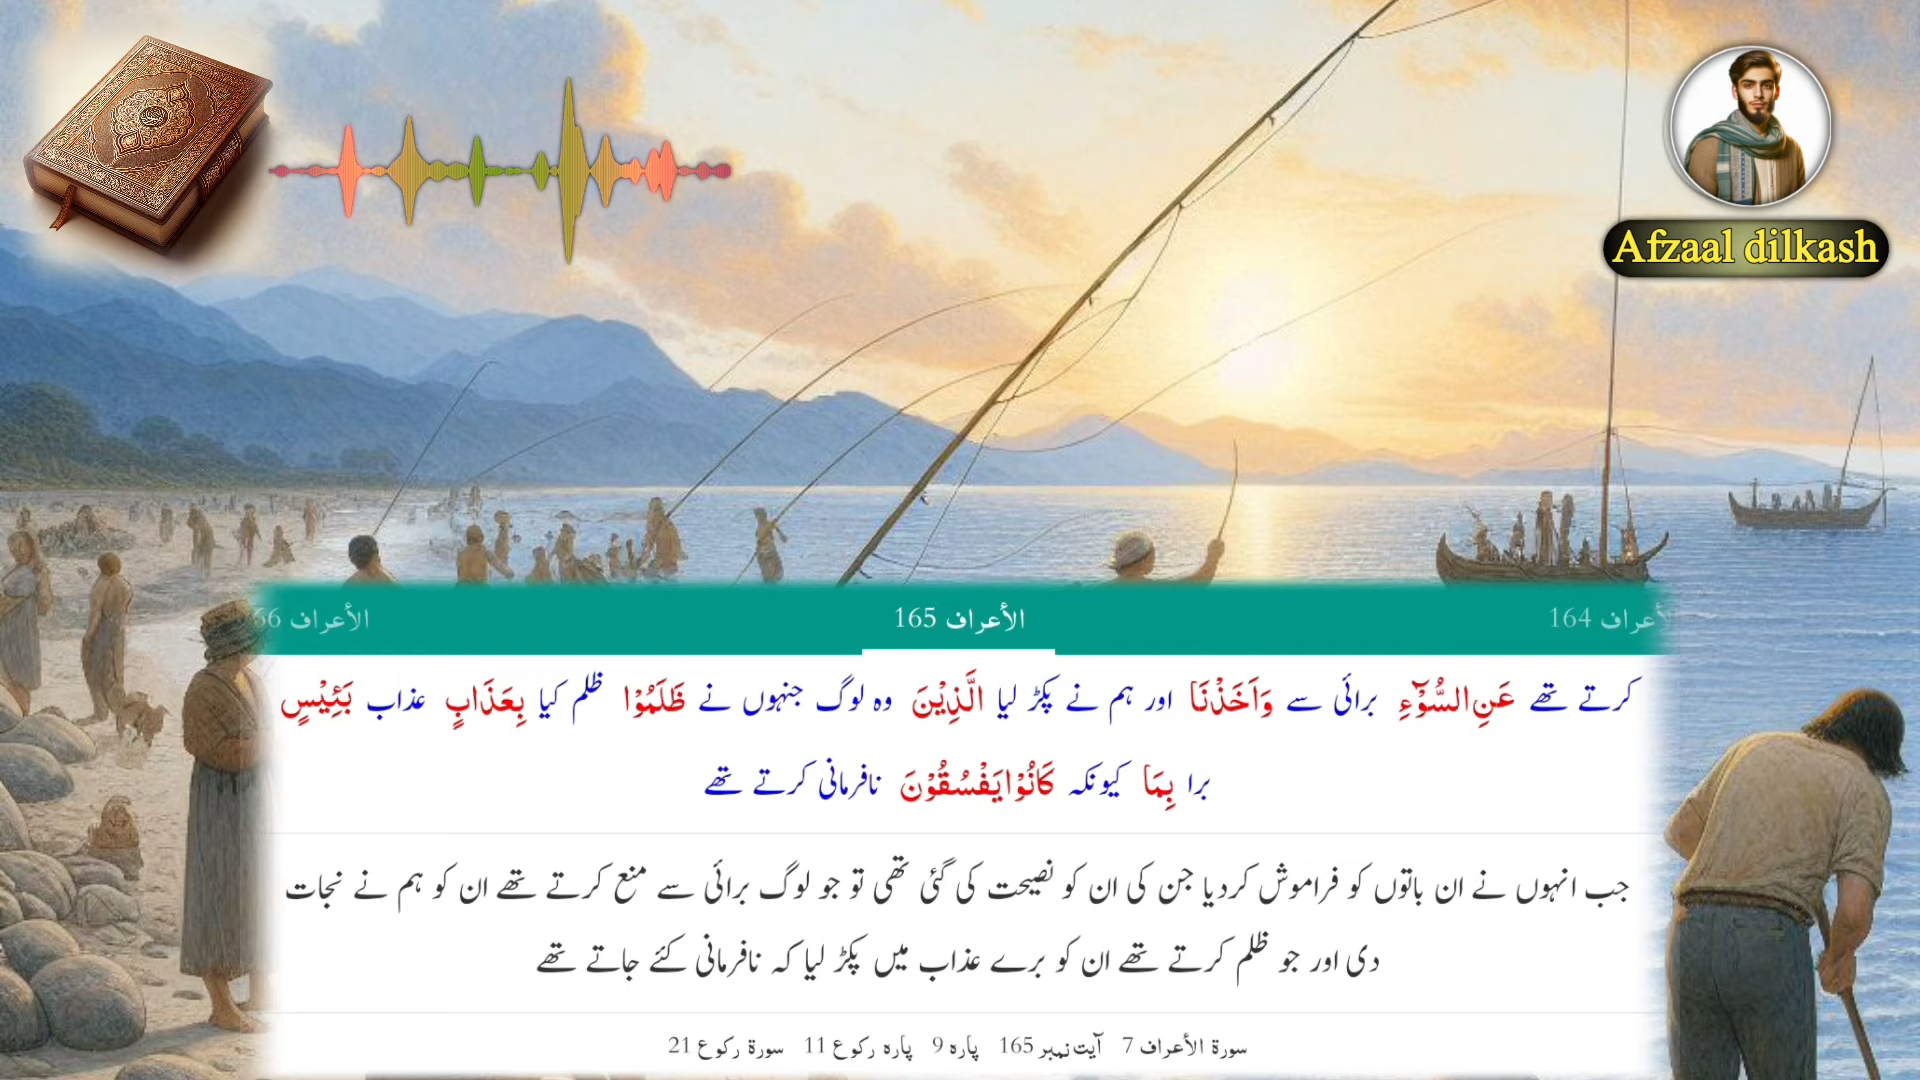 Afzaal dilkash
الأعراف 164
الأعراف 165
الأعراف 66
کرتے تھے عَنِ السُّوْٓءِ برائی سے وَاَخَذْنَا اور ہم نے پکڑ لیا الَّذِيْنَ وہ لوگ جنہوں نے ظَلَمُوْا ظلم کیا بِعَذَابٍ عذاب بَىِٕيْسٍ
برا بِمَا کیونکہ كَانُوْا يَفْسُقُوْنَ نافرمانی کرتے تھے
جب انہوں نے ان باتوں کو فراموش کردیا جن کی ان کو نصیحت کی گئی تھی تو جو لوگ برائی سے منع کرتے تھے ان کو ہم نے نجات
دی اور جو ظلم کرتے تھے ان کو برے عذاب میں پکڑ لیا کہ نافرمانی کئے جاتے تھے
سورة الأعراف 7 آیت نمبر 165 پارہ 9 پارہ رکوع 11 سورة رکوع 21